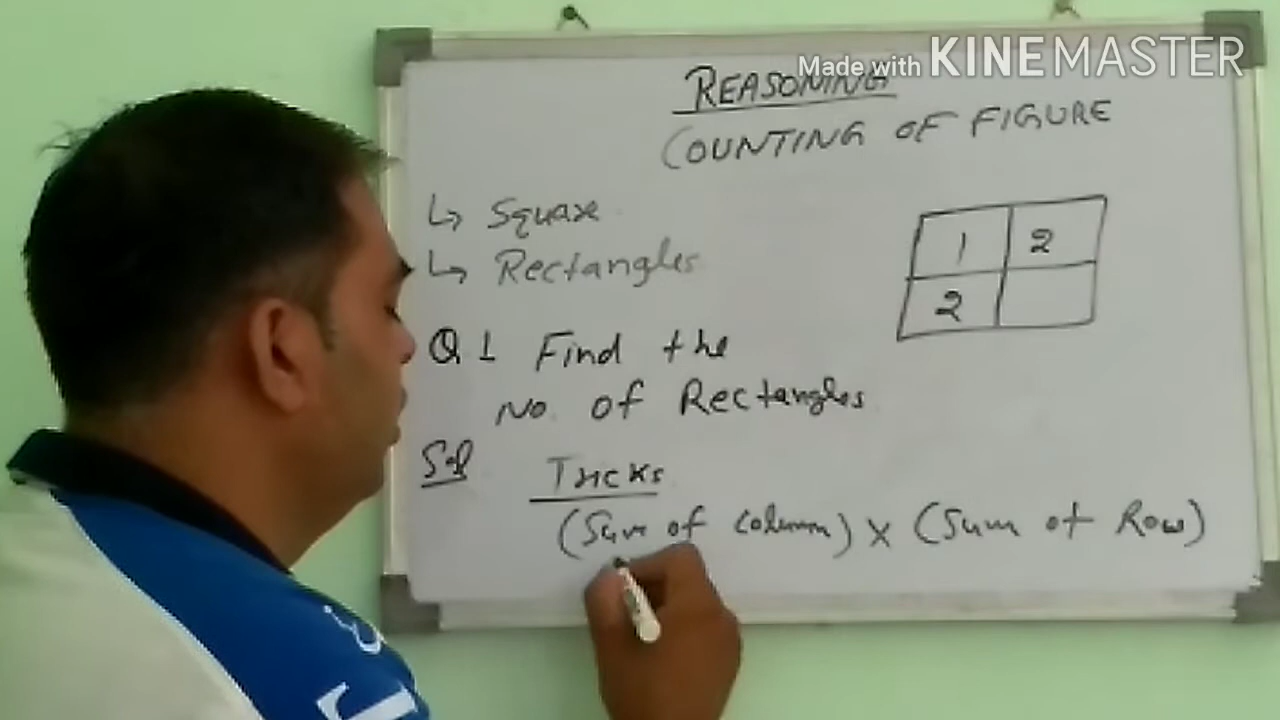 Made with KINEMASTER
REASONING
COUNTING OF FIGURE
↳ Square
↳ Rectangles
1 2
2
Q 1 Find the
No. of Rectangles
Sol
Tricks
(Sum of Column) × (Sum of Row)